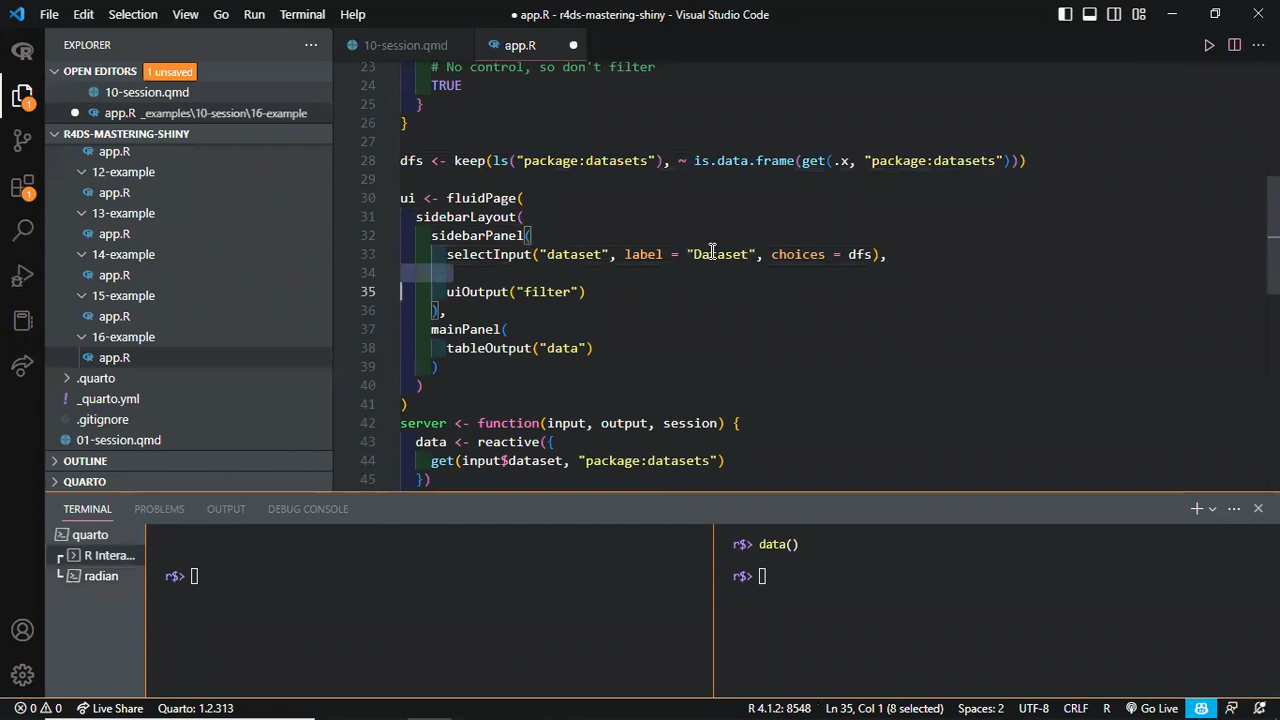 File Edit Selection View Go Run Terminal Help
● app.R - r4ds-mastering-shiny - Visual Studio Code
EXPLORER
OPEN EDITORS 1 unsaved
10-session.qmd
app.R _examples\10-session\16-example
R4DS-MASTERING-SHINY
app.R
12-example
app.R
13-example
app.R
14-example
app.R
15-example
app.R
16-example
app.R
.quarto
_quarto.yml
.gitignore
01-session.qmd
OUTLINE
QUARTO
10-session.qmd app.R
23 # No control, so don't filter
24 TRUE
25 }
26 }
27
28 dfs <- keep(ls("package:datasets"), ~ is.data.frame(get(.x, "package:datasets")))
29
30 ui <- fluidPage(
31 sidebarLayout(
32 sidebarPanel(
33 selectInput("dataset", label = "Dataset", choices = dfs),
34
35 uiOutput("filter")
36 ),
37 mainPanel(
38 tableOutput("data")
39 )
40 )
41 )
42 server <- function(input, output, session) {
43 data <- reactive({
44 get(input$dataset, "package:datasets")
45 })
TERMINAL PROBLEMS OUTPUT DEBUG CONSOLE
quarto
R Intera...
radian
r$>
r$> data()
r$>
0 0 Live Share Quarto: 1.2.313
R 4.1.2: 8548 Ln 35, Col 1 (8 selected) Spaces: 2 UTF-8 CRLF R Go Live